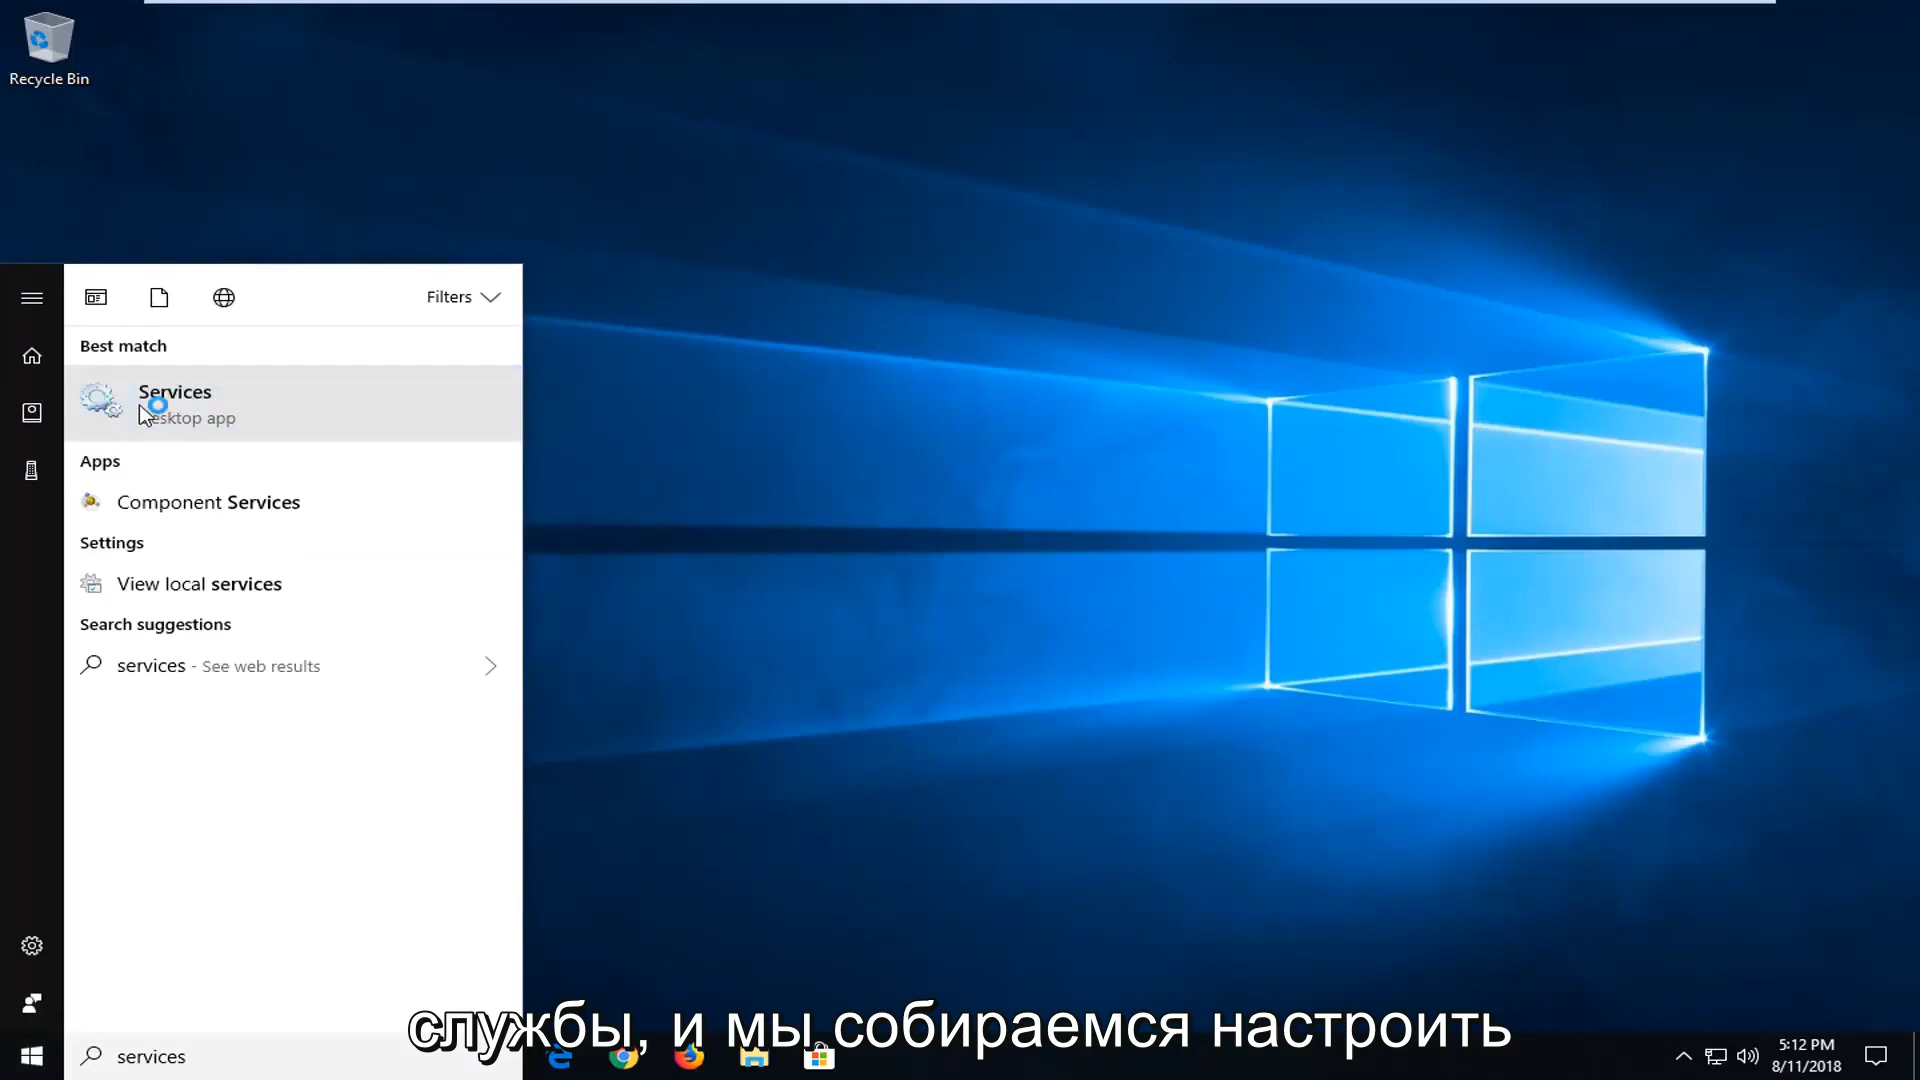 Recycle Bin
Filters
Best match
Services
Desktop app
Apps
Component Services
Settings
View local services
Search suggestions
services - See web results
службы, и мы собираемся настроить
services
5:12 PM
8/11/2018